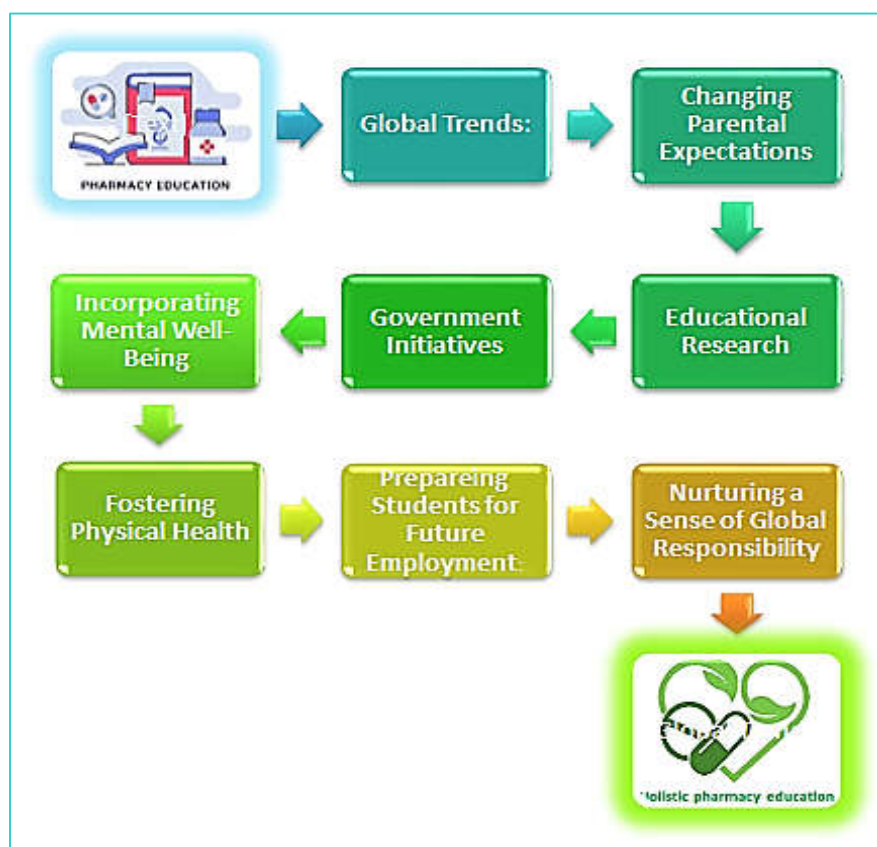 PHARMACY EDUCATION
Global Trends:
Changing
Parental
Expectations
Educational
Research
Government
Initiatives
Incorporating
Mental Well-
Being
Fostering
Physical Health
Prepareing
Students for
Future
Employment:
Nurturing a
Sense of Global
Responsibility
Holistic pharmacy education